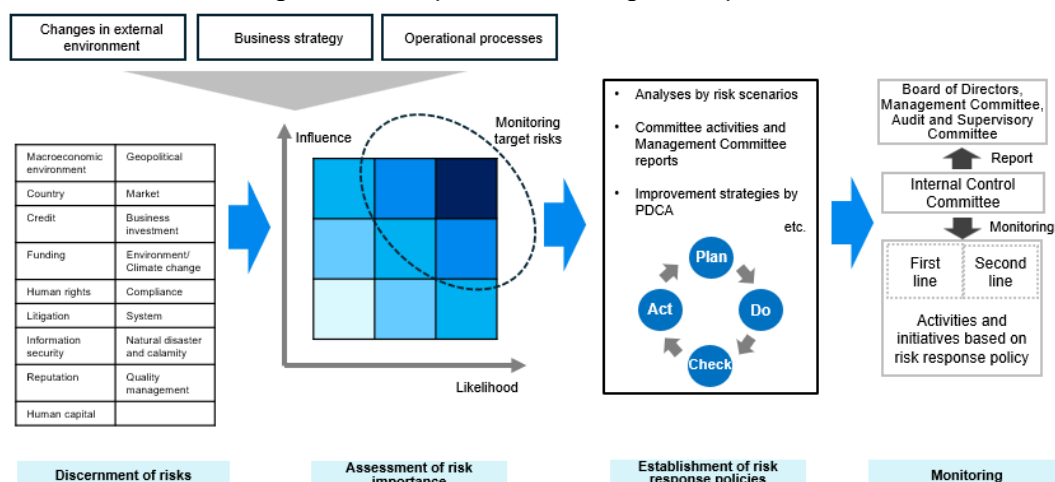 Changes in external
environment
Business strategy
Operational processes
Macroeconomic
environment
Geopolitical
Country
Market
Credit
Business
investment
Funding
Environment/
Climate change
Human rights
Compliance
Litigation
System
Information
security
Natural disaster
and calamity
Reputation
Quality
management
Human capital
Influence
Monitoring
target risks
Likelihood
• Analyses by risk scenarios
• Committee activities and
Management Committee
reports
• Improvement strategies by
PDCA
etc.
Plan
Do
Check
Act
Board of Directors,
Management Committee,
Audit and Supervisory
Committee
Report
Internal Control
Committee
Monitoring
First
line
Second
line
Activities and
initiatives based on
risk response policy
Discernment of risks
Assessment of risk
importance
Establishment of risk
response policies
Monitoring